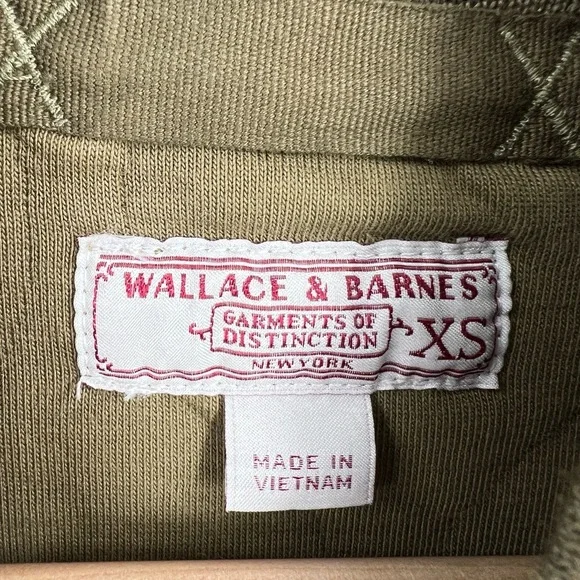 WALLACE & BARNES
GARMENTS OF
DISTINCTION
NEW YORK
XS
MADE IN
VIETNAM